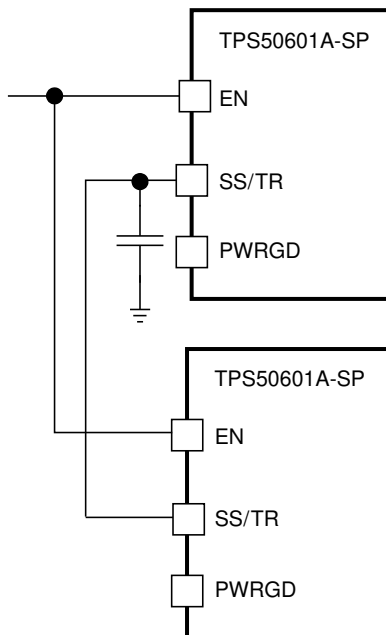 TPS50601A-SP
EN
SS/TR
PWRGD
TPS50601A-SP
EN
SS/TR
PWRGD